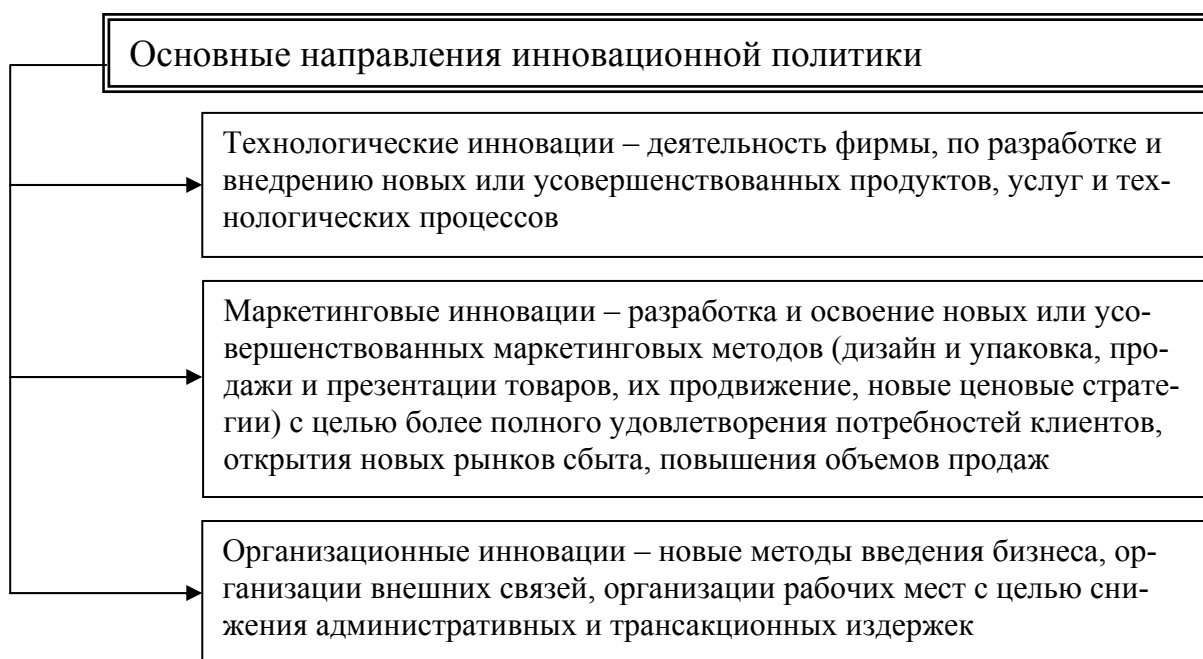 Основные направления инновационной политики
Технологические инновации – деятельность фирмы, по разработке и
внедрению новых или усовершенствованных продуктов, услуг и тех-
нологических процессов
Маркетинговые инновации – разработка и освоение новых или усо-
вершенствованных маркетинговых методов (дизайн и упаковка, про-
дажи и презентации товаров, их продвижение, новые ценовые страте-
гии) с целью более полного удовлетворения потребностей клиентов,
открытия новых рынков сбыта, повышения объемов продаж
Организационные инновации – новые методы введения бизнеса, ор-
ганизации внешних связей, организации рабочих мест с целью сни-
жения административных и трансакционных издержек